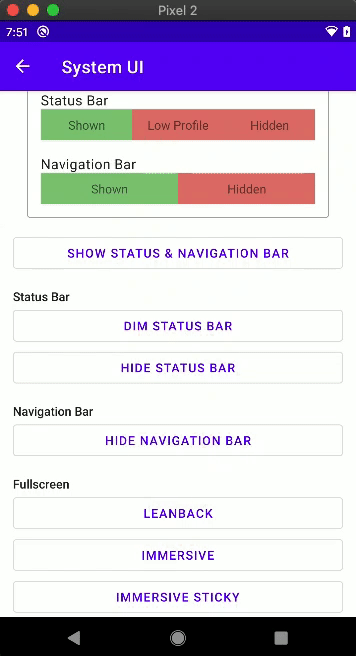 Pixel 2
7:51
System UI
Status Bar
Shown Low Profile Hidden
Navigation Bar
Shown Hidden
SHOW STATUS & NAVIGATION BAR
Status Bar
DIM STATUS BAR
HIDE STATUS BAR
Navigation Bar
HIDE NAVIGATION BAR
Fullscreen
LEANBACK
IMMERSIVE
IMMERSIVE STICKY